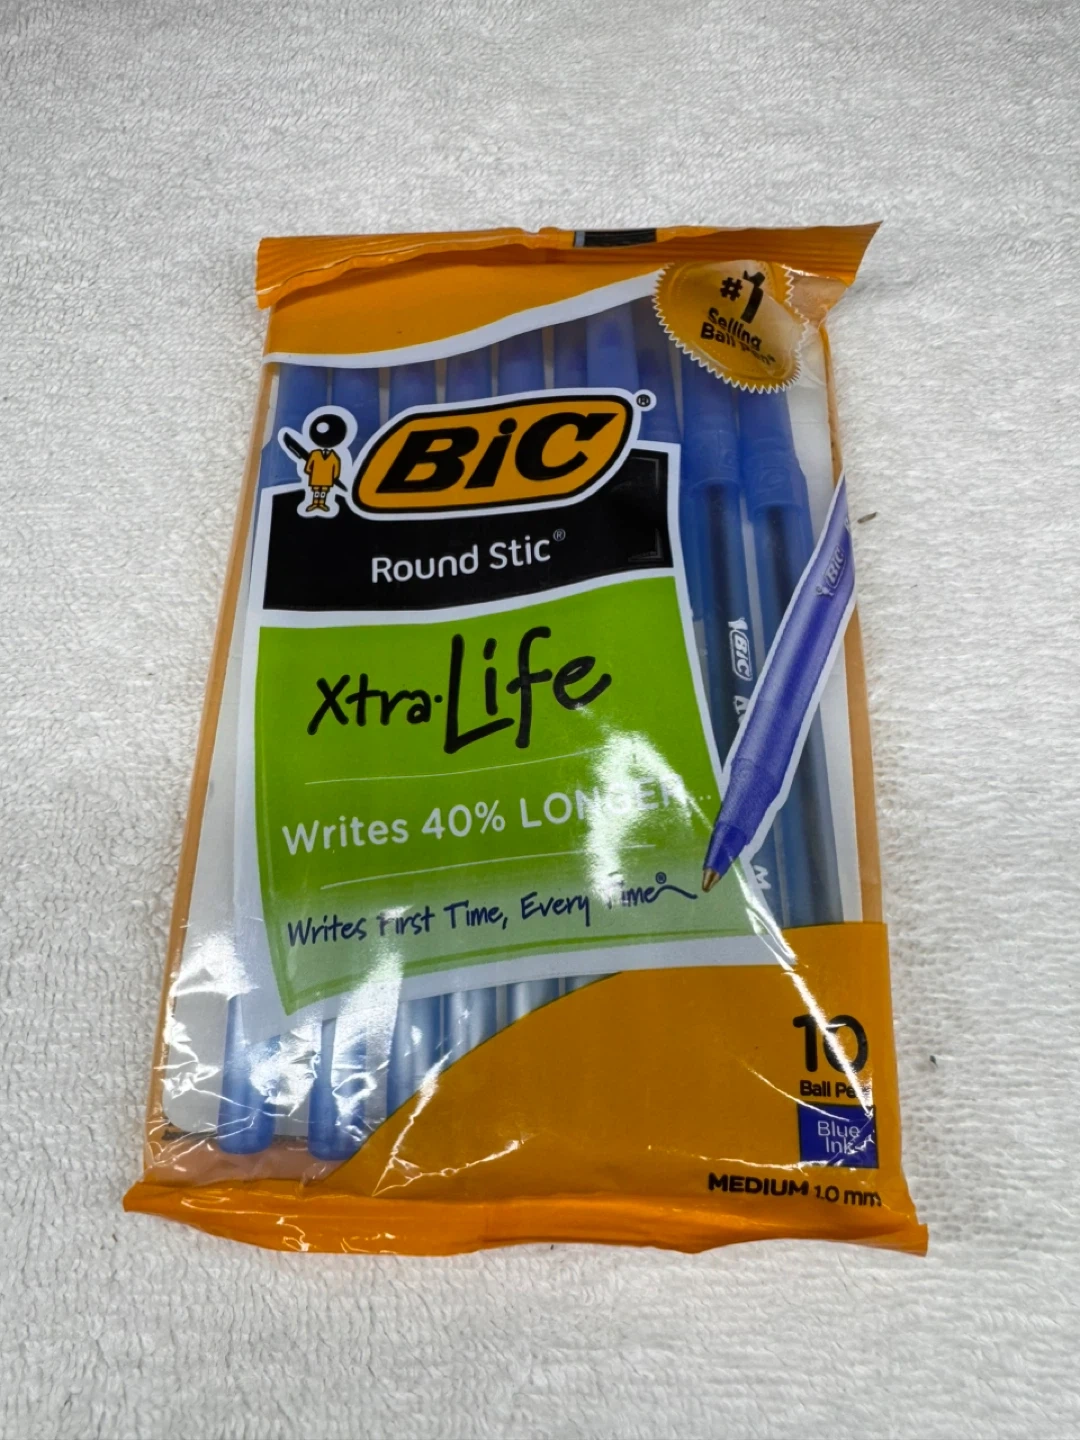 #1
Selling
Ball Pen*
BiC®
Round Stic®
Xtra-Life
Writes 40% LONGER...
Writes First Time, Every Time®
BiC
BiC
10
Ball Pens
Blue
Ink
MEDIUM 1.0 mm